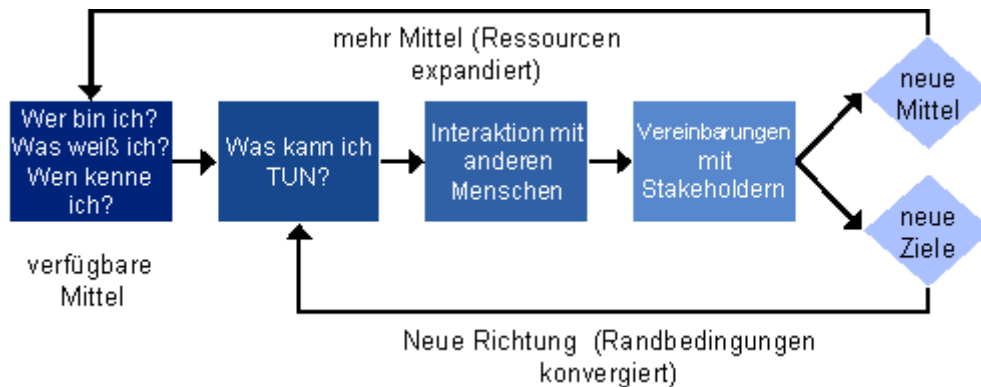 mehr Mittel (Ressourcen
expandiert)
Wer bin ich?
Was weiß ich?
Wen kenne
ich?
Was kann ich
TUN?
Interaktion mit
anderen
Menschen
Vereinbarungen
mit
Stakeholdern
neue
Mittel
neue
Ziele
verfügbare
Mittel
Neue Richtung (Randbedingungen
konvergiert)